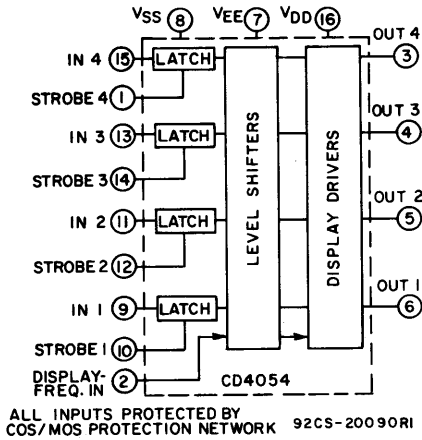 VSS VEE VDD
8 7 16
OUT 4
IN 4 15 LATCH 3
STROBE 4 1
OUT 3
IN 3 13 LATCH 4
STROBE 3 14
LEVEL SHIFTERS
DISPLAY DRIVERS
OUT 2
IN 2 11 LATCH 5
STROBE 2 12
OUT 1
IN 1 9 LATCH 6
STROBE 1 10
DISPLAY-
FREQ. IN 2
CD4054
ALL INPUTS PROTECTED BY
COS/MOS PROTECTION NETWORK 92CS-20090RI